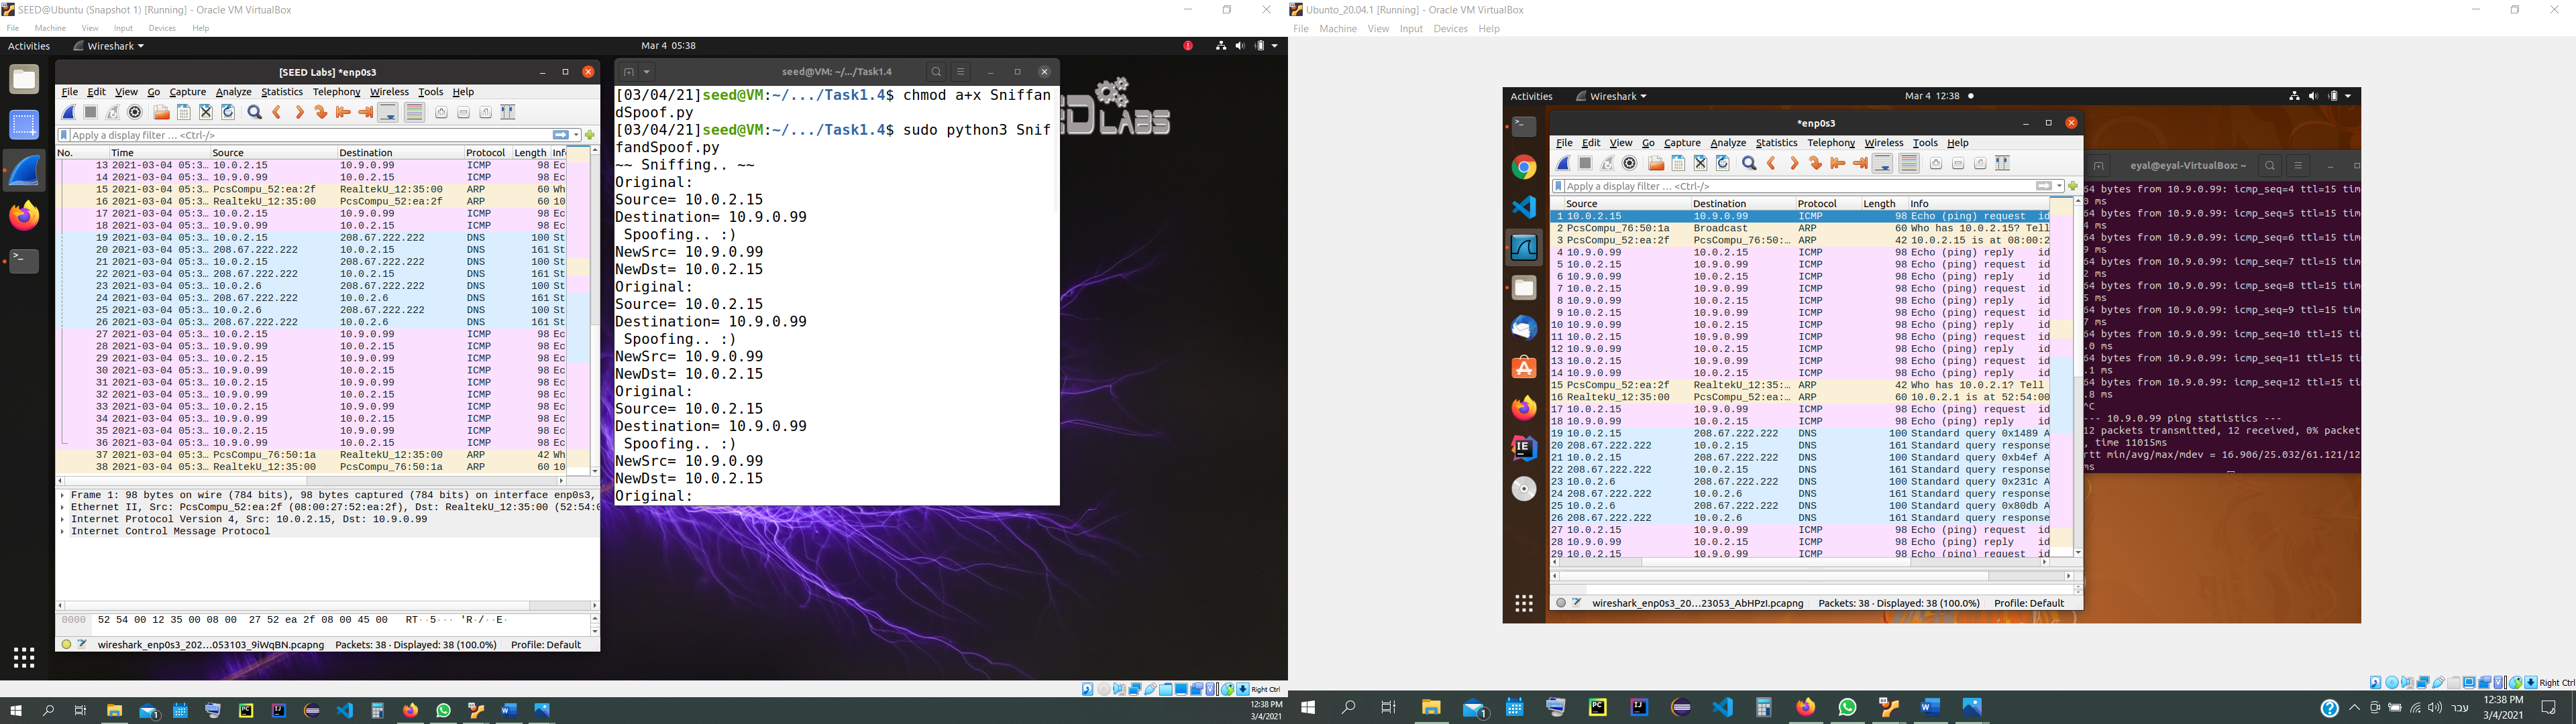 SEED@Ubuntu (Snapshot 1) [Running] - Oracle VM VirtualBox
File Machine View Input Devices Help
Activities Wireshark Mar 4 05:38
[SEED Labs] *enp0s3
File Edit View Go Capture Analyze Statistics Telephony Wireless Tools Help
Apply a display filter … <Ctrl-/>
No. Time Source Destination Protocol Length Inf
13 2021-03-04 05:3… 10.0.2.15 10.9.0.99 ICMP 98 Ec
14 2021-03-04 05:3… 10.9.0.99 10.0.2.15 ICMP 98 Ec
15 2021-03-04 05:3… PcsCompu_52:ea:2f RealtekU_12:35:00 ARP 60 Wh
16 2021-03-04 05:3… RealtekU_12:35:00 PcsCompu_52:ea:2f ARP 60 10
17 2021-03-04 05:3… 10.0.2.15 10.9.0.99 ICMP 98 Ec
18 2021-03-04 05:3… 10.9.0.99 10.0.2.15 ICMP 98 Ec
19 2021-03-04 05:3… 10.0.2.15 208.67.222.222 DNS 100 St
20 2021-03-04 05:3… 208.67.222.222 10.0.2.15 DNS 161 St
21 2021-03-04 05:3… 10.0.2.15 208.67.222.222 DNS 100 St
22 2021-03-04 05:3… 208.67.222.222 10.0.2.15 DNS 161 St
23 2021-03-04 05:3… 10.0.2.6 208.67.222.222 DNS 100 St
24 2021-03-04 05:3… 208.67.222.222 10.0.2.6 DNS 161 St
25 2021-03-04 05:3… 10.0.2.6 208.67.222.222 DNS 100 St
26 2021-03-04 05:3… 208.67.222.222 10.0.2.6 DNS 161 St
27 2021-03-04 05:3… 10.0.2.15 10.9.0.99 ICMP 98 Ec
28 2021-03-04 05:3… 10.9.0.99 10.0.2.15 ICMP 98 Ec
29 2021-03-04 05:3… 10.0.2.15 10.9.0.99 ICMP 98 Ec
30 2021-03-04 05:3… 10.9.0.99 10.0.2.15 ICMP 98 Ec
31 2021-03-04 05:3… 10.0.2.15 10.9.0.99 ICMP 98 Ec
32 2021-03-04 05:3… 10.9.0.99 10.0.2.15 ICMP 98 Ec
33 2021-03-04 05:3… 10.0.2.15 10.9.0.99 ICMP 98 Ec
34 2021-03-04 05:3… 10.9.0.99 10.0.2.15 ICMP 98 Ec
35 2021-03-04 05:3… 10.0.2.15 10.9.0.99 ICMP 98 Ec
36 2021-03-04 05:3… 10.9.0.99 10.0.2.15 ICMP 98 Ec
37 2021-03-04 05:3… PcsCompu_76:50:1a RealtekU_12:35:00 ARP 42 Wh
38 2021-03-04 05:3… RealtekU_12:35:00 PcsCompu_76:50:1a ARP 60 10
Frame 1: 98 bytes on wire (784 bits), 98 bytes captured (784 bits) on interface enp0s3,
Ethernet II, Src: PcsCompu_52:ea:2f (08:00:27:52:ea:2f), Dst: RealtekU_12:35:00 (52:54:0
Internet Protocol Version 4, Src: 10.0.2.15, Dst: 10.9.0.99
Internet Control Message Protocol
0000 52 54 00 12 35 00 08 00 27 52 ea 2f 08 00 45 00 RT··5··· 'R·/··E·
wireshark_enp0s3_202…053103_9iWqBN.pcapng Packets: 38 · Displayed: 38 (100.0%) Profile: Default
seed@VM: ~/.../Task1.4
[03/04/21]seed@VM:~/.../Task1.4$ chmod a+x Sniffan
dSpoof.py
[03/04/21]seed@VM:~/.../Task1.4$ sudo python3 Snif
fandSpoof.py
~~ Sniffing.. ~~
Original:
Source= 10.0.2.15
Destination= 10.9.0.99
Spoofing.. :)
NewSrc= 10.9.0.99
NewDst= 10.0.2.15
Original:
Source= 10.0.2.15
Destination= 10.9.0.99
Spoofing.. :)
NewSrc= 10.9.0.99
NewDst= 10.0.2.15
Original:
Source= 10.0.2.15
Destination= 10.9.0.99
Spoofing.. :)
NewSrc= 10.9.0.99
NewDst= 10.0.2.15
Original:
ED LABS
Right Ctrl
12:38 PM
3/4/2021
Ubunto_20.04.1 [Running] - Oracle VM VirtualBox
File Machine View Input Devices Help
Activities Wireshark Mar 4 12:38
*enp0s3
File Edit View Go Capture Analyze Statistics Telephony Wireless Tools Help
Apply a display filter … <Ctrl-/>
Source Destination Protocol Length Info
1 10.0.2.15 10.9.0.99 ICMP 98 Echo (ping) request id
2 PcsCompu_76:50:1a Broadcast ARP 60 Who has 10.0.2.15? Tell
3 PcsCompu_52:ea:2f PcsCompu_76:50:… ARP 42 10.0.2.15 is at 08:00:2
4 10.9.0.99 10.0.2.15 ICMP 98 Echo (ping) reply id
5 10.0.2.15 10.9.0.99 ICMP 98 Echo (ping) request id
6 10.9.0.99 10.0.2.15 ICMP 98 Echo (ping) reply id
7 10.0.2.15 10.9.0.99 ICMP 98 Echo (ping) request id
8 10.9.0.99 10.0.2.15 ICMP 98 Echo (ping) reply id
9 10.0.2.15 10.9.0.99 ICMP 98 Echo (ping) request id
10 10.9.0.99 10.0.2.15 ICMP 98 Echo (ping) reply id
11 10.0.2.15 10.9.0.99 ICMP 98 Echo (ping) request id
12 10.9.0.99 10.0.2.15 ICMP 98 Echo (ping) reply id
13 10.0.2.15 10.9.0.99 ICMP 98 Echo (ping) request id
14 10.9.0.99 10.0.2.15 ICMP 98 Echo (ping) reply id
15 PcsCompu_52:ea:2f RealtekU_12:35:… ARP 42 Who has 10.0.2.1? Tell
16 RealtekU_12:35:00 PcsCompu_52:ea:… ARP 60 10.0.2.1 is at 52:54:00
17 10.0.2.15 10.9.0.99 ICMP 98 Echo (ping) request id
18 10.9.0.99 10.0.2.15 ICMP 98 Echo (ping) reply id
19 10.0.2.15 208.67.222.222 DNS 100 Standard query 0x1489 A
20 208.67.222.222 10.0.2.15 DNS 161 Standard query response
21 10.0.2.15 208.67.222.222 DNS 100 Standard query 0xb4ef A
22 208.67.222.222 10.0.2.15 DNS 161 Standard query response
23 10.0.2.6 208.67.222.222 DNS 100 Standard query 0x231c A
24 208.67.222.222 10.0.2.6 DNS 161 Standard query response
25 10.0.2.6 208.67.222.222 DNS 100 Standard query 0x80db A
26 208.67.222.222 10.0.2.6 DNS 161 Standard query response
27 10.0.2.15 10.9.0.99 ICMP 98 Echo (ping) request id
28 10.9.0.99 10.0.2.15 ICMP 98 Echo (ping) reply id
29 10.0.2.15 10.9.0.99 ICMP 98 Echo (ping) request id
wireshark_enp0s3_20…23053_AbHPzI.pcapng Packets: 38 · Displayed: 38 (100.0%) Profile: Default
eyal@eyal-VirtualBox: ~
64 bytes from 10.9.0.99: icmp_seq=4 ttl=15 tim
0 ms
64 bytes from 10.9.0.99: icmp_seq=5 ttl=15 tim
4 ms
64 bytes from 10.9.0.99: icmp_seq=6 ttl=15 tim
9 ms
64 bytes from 10.9.0.99: icmp_seq=7 ttl=15 tim
2 ms
64 bytes from 10.9.0.99: icmp_seq=8 ttl=15 tim
5 ms
64 bytes from 10.9.0.99: icmp_seq=9 ttl=15 tim
7 ms
64 bytes from 10.9.0.99: icmp_seq=10 ttl=15 ti
.0 ms
64 bytes from 10.9.0.99: icmp_seq=11 ttl=15 ti
.1 ms
64 bytes from 10.9.0.99: icmp_seq=12 ttl=15 ti
.8 ms
^C
--- 10.9.0.99 ping statistics ---
12 packets transmitted, 12 received, 0% packet
, time 11015ms
rtt min/avg/max/mdev = 16.906/25.032/61.121/12
ms
Right Ctrl
עבר
12:38 PM
3/4/2021